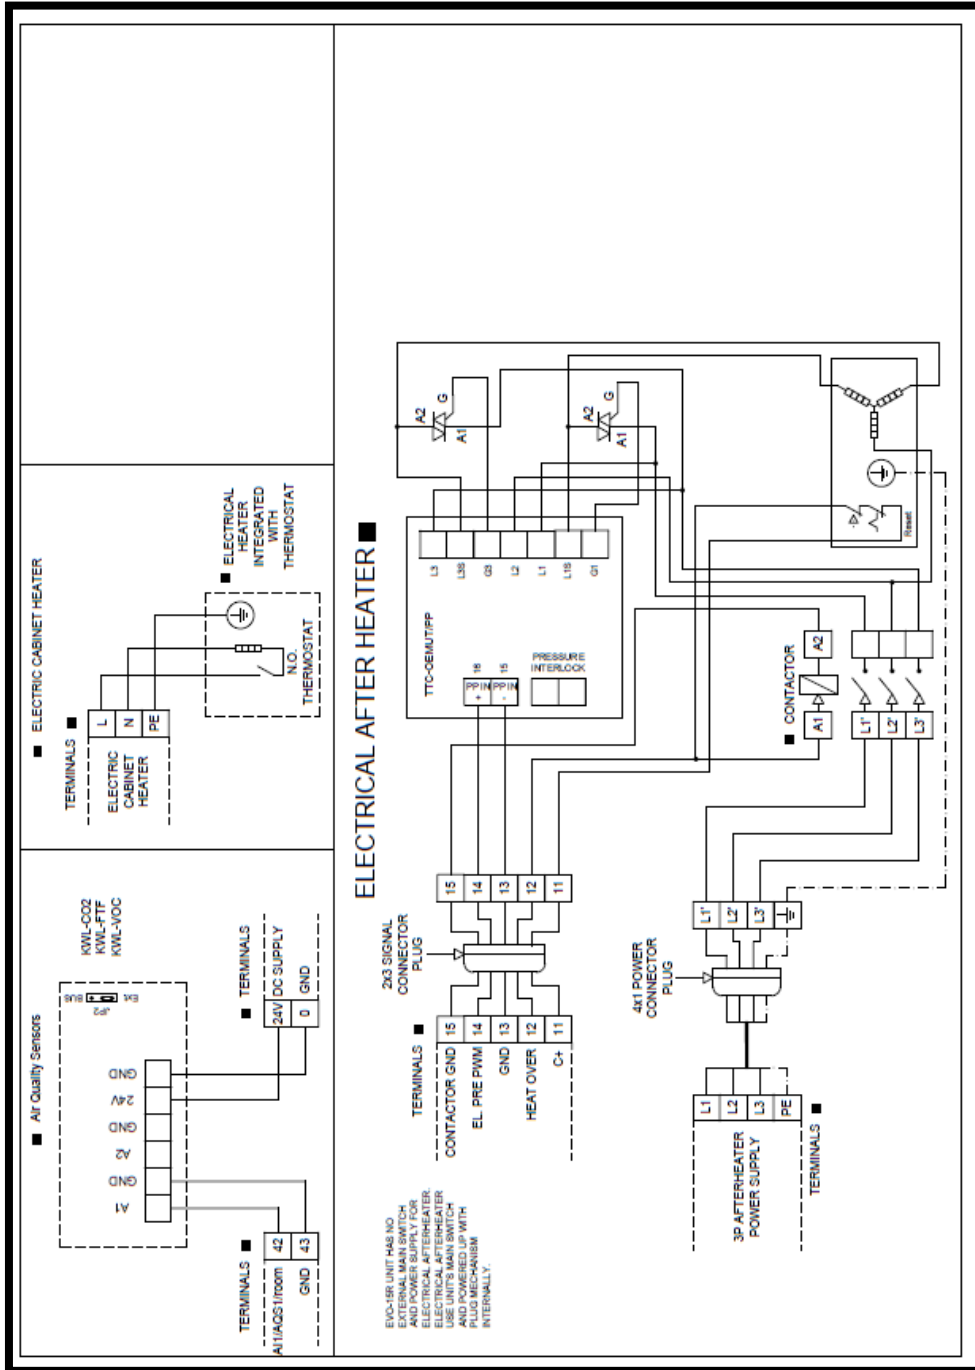 Air Quality Sensors
KWL-CO2
KWL-FTF
KWL-VOC
JP2
BUS
Ext.
A1
GND
A2
GND
24V
GND
TERMINALS
AI1/AQS1/room
42
GND
43
TERMINALS
24V
DC SUPPLY
0
GND
ELECTRIC CABINET HEATER
TERMINALS
ELECTRIC
CABINET
HEATER
L
N
PE
N.O.
THERMOSTAT
ELECTRICAL
HEATER
INTEGRATED
WITH
THERMOSTAT
ELECTRICAL AFTER HEATER
EVO-15R UNIT HAS NO
EXTERNAL MAIN SWITCH
AND POWER SUPPLY FOR
ELECTRICAL AFTERHEATER.
ELECTRICAL AFTERHEATER
USE UNIT'S MAIN SWITCH
AND POWERED UP WITH
PLUG MECHANISM
INTERNALLY.
TERMINALS
CONTACTOR GND
15
EL. PRE PWM
14
GND
13
HEAT OVER
12
C+
11
2x3 SIGNAL
CONNECTOR
PLUG
15
14
13
12
11
TTC-OEMUT/PP
PP IN
+
16
PP IN
-
15
PRESSURE
INTERLOCK
L3
L3S
G3
L2
L1
L1S
G1
A2
G
A1
A2
G
A1
3P AFTERHEATER
POWER SUPPLY
TERMINALS
L1
L2
L3
PE
4x1 POWER
CONNECTOR
PLUG
L1'
L2'
L3'
CONTACTOR
A1
A2
L1'
L2'
L3'
Reset